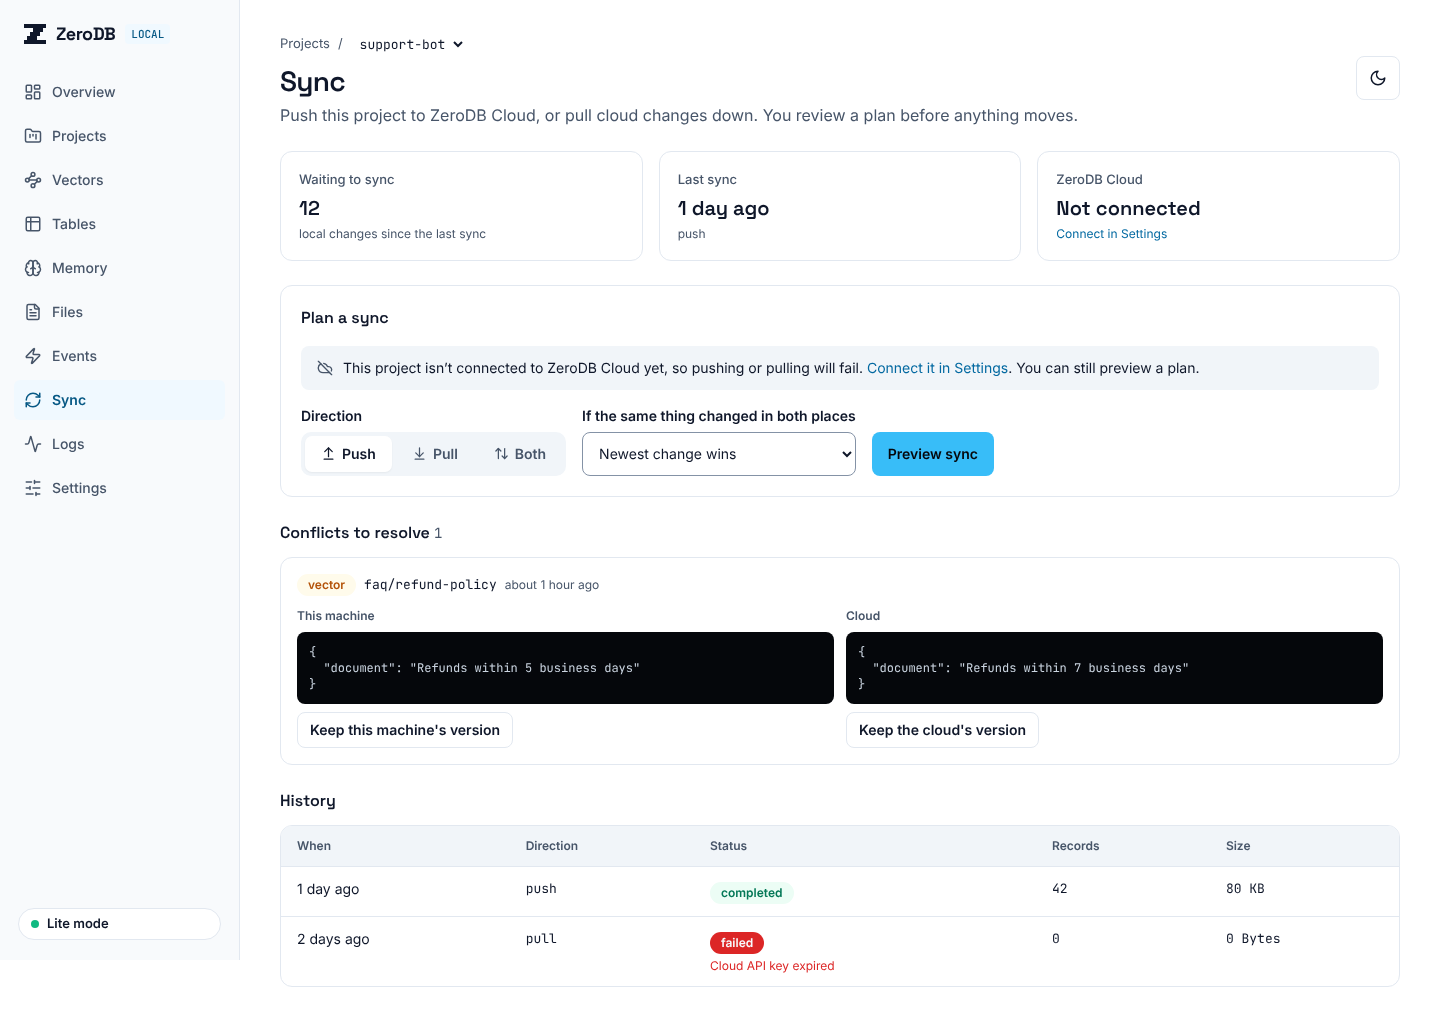 ZeroDB LOCAL
Overview
Projects
Vectors
Tables
Memory
Files
Events
Sync
Logs
Settings
Lite mode
Projects / support-bot
Sync
Push this project to ZeroDB Cloud, or pull cloud changes down. You review a plan before anything moves.
Waiting to sync
12
local changes since the last sync
Last sync
1 day ago
push
ZeroDB Cloud
Not connected
Connect in Settings
Plan a sync
This project isn't connected to ZeroDB Cloud yet, so pushing or pulling will fail. Connect it in Settings. You can still preview a plan.
Direction
Push Pull Both
If the same thing changed in both places
Newest change wins
Preview sync
Conflicts to resolve 1
vector faq/refund-policy about 1 hour ago
This machine
{
"document": "Refunds within 5 business days"
}
Keep this machine's version
Cloud
{
"document": "Refunds within 7 business days"
}
Keep the cloud's version
History
When Direction Status Records Size
1 day ago push completed 42 80 KB
2 days ago pull failed 0 0 Bytes
Cloud API key expired